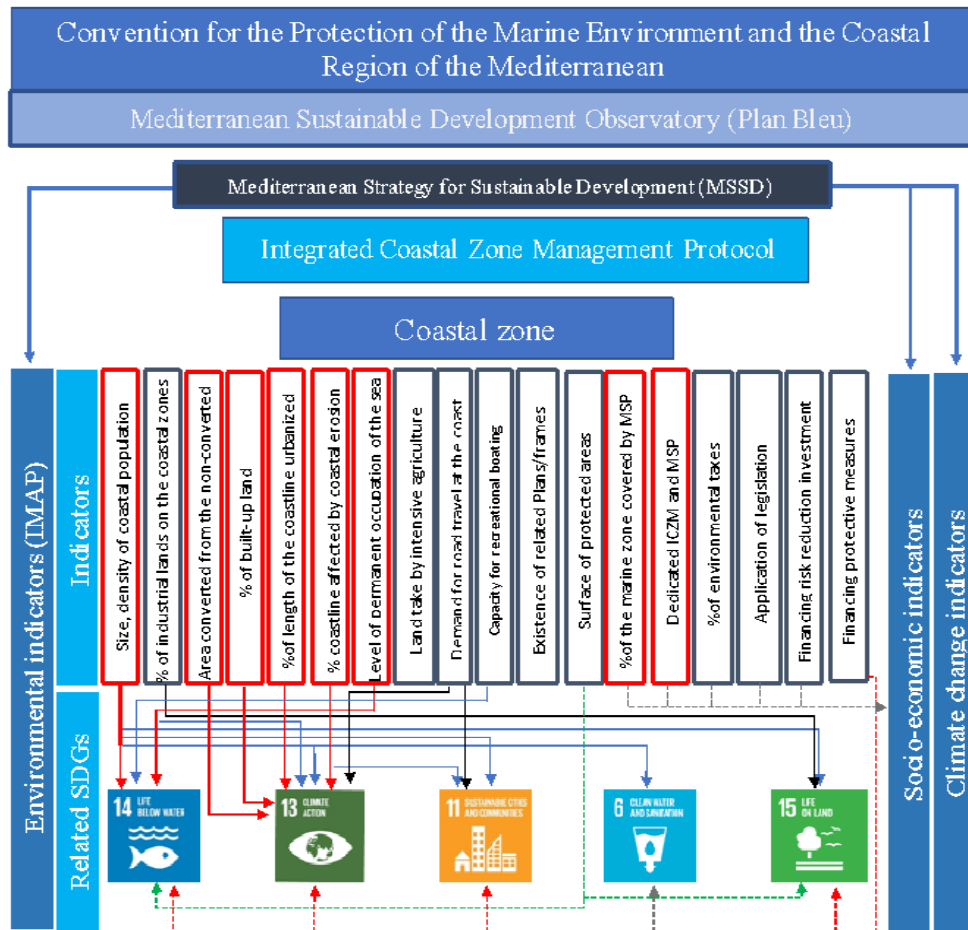 Convention for the Protection of the Marine Environment and the Coastal
Region of the Mediterranean
Mediterranean Sustainable Development Observatory (Plan Bleu)
Mediterranean Strategy for Sustainable Development (MSSD)
Integrated Coastal Zone Management Protocol
Coastal zone
Environmental indicators (IMAP)
Indicators
Size, density of coastal population
% of industrial lands on the coastal zones
Area converted from the non-converted
% of built-up land
%of length of the coastline urbanized
% coastline affected by coastal erosion
Level of permanent occupation of the sea
Land take by intensive agriculture
Demand for road travel at the coast
Capacity for recreational boating
Existence of related Plans/frames
Surface of protected areas
%of the marine zone covered by MSP
Dedicated ICZM and MSP
%of environmental taxes
Application of legislation
Financing risk reduction investment
Financing protective measures
Socio-economic indicators
Climate change indicators
Related SDGs
14 LIFE
BELOW WATER
13 CLIMATE
ACTION
11 SUSTAINABLE CITIES
AND COMMUNITIES
6 CLEAN WATER
AND SANITATION
15 LIFE
ON LAND